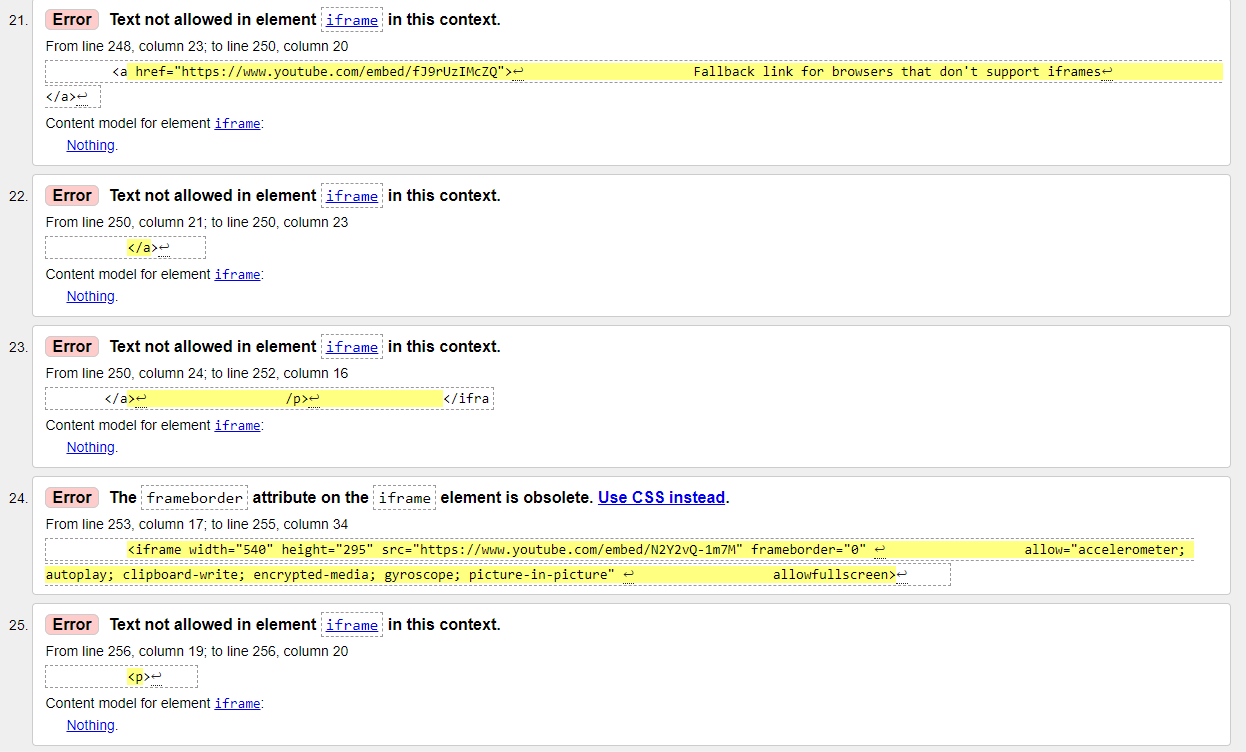 21. Error Text not allowed in element iframe in this context.
From line 248, column 23; to line 250, column 20
<a href="https://www.youtube.com/embed/fJ9rUzIMcZQ">↩ Fallback link for browsers that don't support iframes↩
</a>↩
Content model for element iframe:
Nothing.
22. Error Text not allowed in element iframe in this context.
From line 250, column 21; to line 250, column 23
</a>↩
Content model for element iframe:
Nothing.
23. Error Text not allowed in element iframe in this context.
From line 250, column 24; to line 252, column 16
</a>↩ /p>↩ </ifra
Content model for element iframe:
Nothing.
24. Error The frameborder attribute on the iframe element is obsolete. Use CSS instead.
From line 253, column 17; to line 255, column 34
<iframe width="540" height="295" src="https://www.youtube.com/embed/N2Y2vQ-1m7M" frameborder="0" ↩ allow="accelerometer;
autoplay; clipboard-write; encrypted-media; gyroscope; picture-in-picture" ↩ allowfullscreen>↩
25. Error Text not allowed in element iframe in this context.
From line 256, column 19; to line 256, column 20
<p>↩
Content model for element iframe:
Nothing.